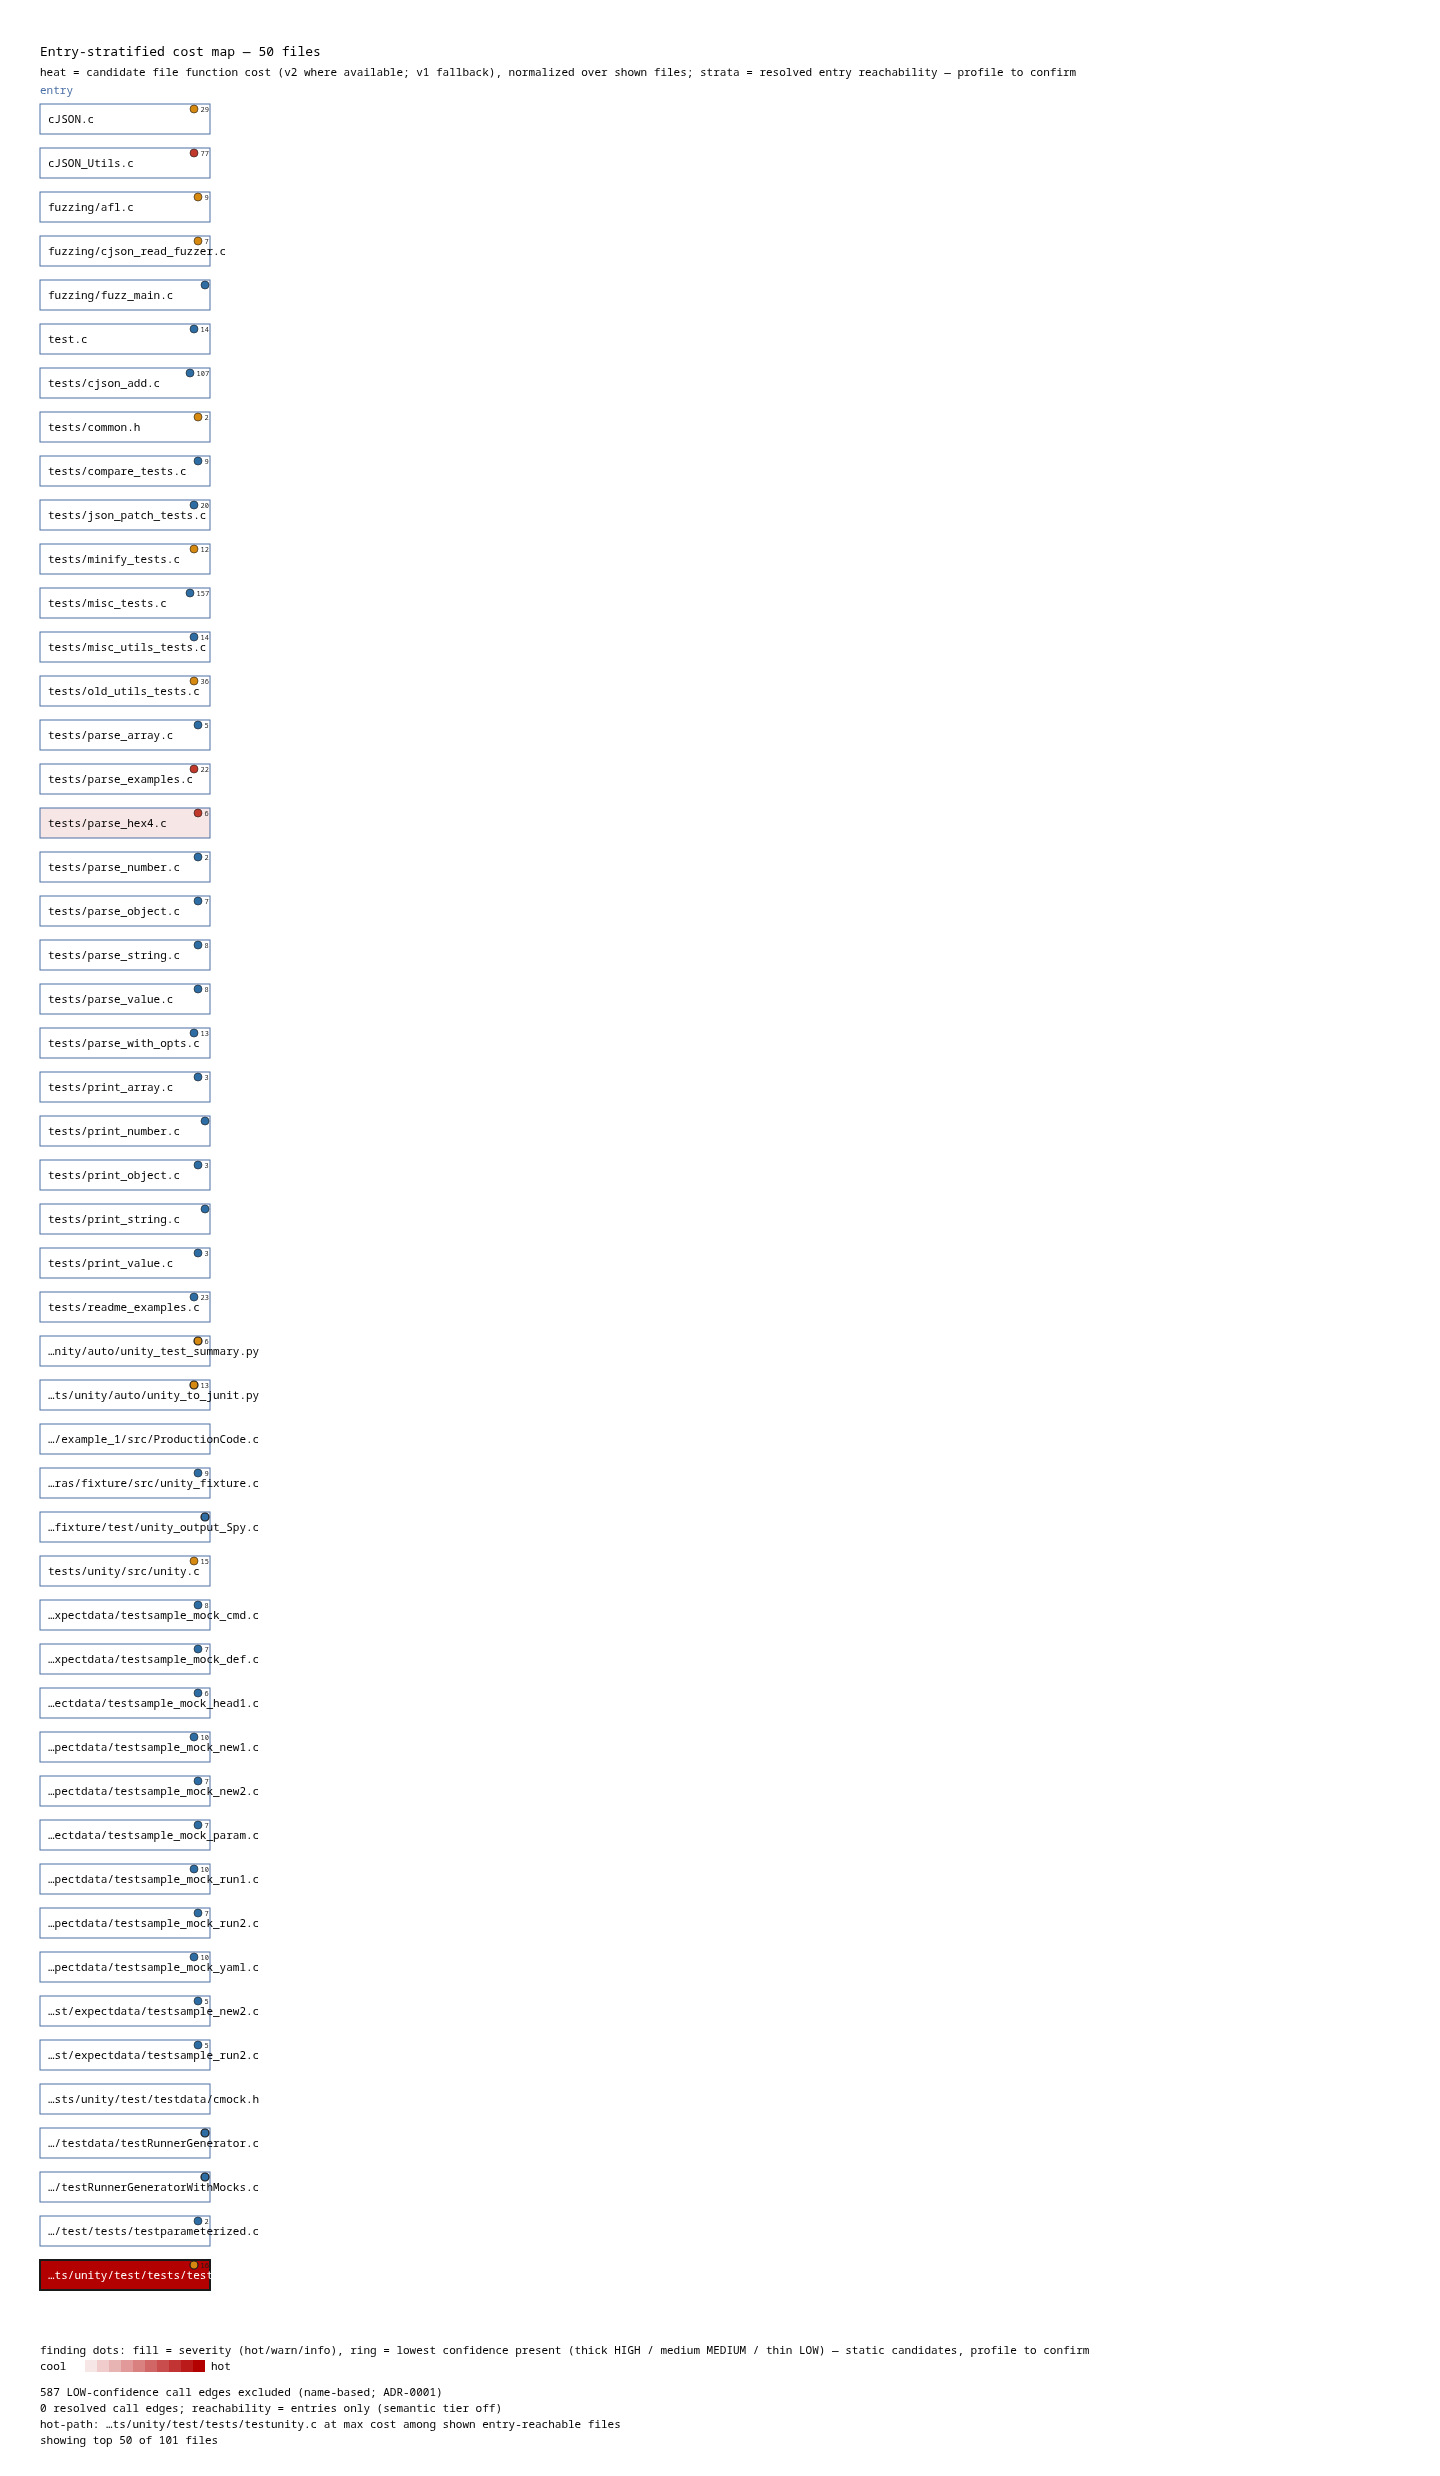 Entry-stratified cost map — 50 files
heat = candidate file function cost (v2 where available; v1 fallback), normalized over shown files; strata = resolved entry reachability — profile to confirm
entry
29
cJSON.c
77
cJSON_Utils.c
9
fuzzing/afl.c
7
fuzzing/cjson_read_fuzzer.c
fuzzing/fuzz_main.c
14
test.c
107
tests/cjson_add.c
2
tests/common.h
9
tests/compare_tests.c
20
tests/json_patch_tests.c
12
tests/minify_tests.c
157
tests/misc_tests.c
14
tests/misc_utils_tests.c
36
tests/old_utils_tests.c
5
tests/parse_array.c
22
tests/parse_examples.c
6
tests/parse_hex4.c
2
tests/parse_number.c
7
tests/parse_object.c
8
tests/parse_string.c
8
tests/parse_value.c
13
tests/parse_with_opts.c
3
tests/print_array.c
tests/print_number.c
3
tests/print_object.c
tests/print_string.c
3
tests/print_value.c
23
tests/readme_examples.c
6
…nity/auto/unity_test_summary.py
13
…ts/unity/auto/unity_to_junit.py
…/example_1/src/ProductionCode.c
9
…ras/fixture/src/unity_fixture.c
…fixture/test/unity_output_Spy.c
15
tests/unity/src/unity.c
8
…xpectdata/testsample_mock_cmd.c
7
…xpectdata/testsample_mock_def.c
6
…ectdata/testsample_mock_head1.c
10
…pectdata/testsample_mock_new1.c
7
…pectdata/testsample_mock_new2.c
7
…ectdata/testsample_mock_param.c
10
…pectdata/testsample_mock_run1.c
7
…pectdata/testsample_mock_run2.c
10
…pectdata/testsample_mock_yaml.c
5
…st/expectdata/testsample_new2.c
5
…st/expectdata/testsample_run2.c
…sts/unity/test/testdata/cmock.h
…/testdata/testRunnerGenerator.c
…/testRunnerGeneratorWithMocks.c
2
…/test/tests/testparameterized.c
…ts/unity/test/tests/test
finding dots: fill = severity (hot/warn/info), ring = lowest confidence present (thick HIGH / medium MEDIUM / thin LOW) — static candidates, profile to confirm
cool hot
587 LOW-confidence call edges excluded (name-based; ADR-0001)
0 resolved call edges; reachability = entries only (semantic tier off)
hot-path: …ts/unity/test/tests/testunity.c at max cost among shown entry-reachable files
showing top 50 of 101 files